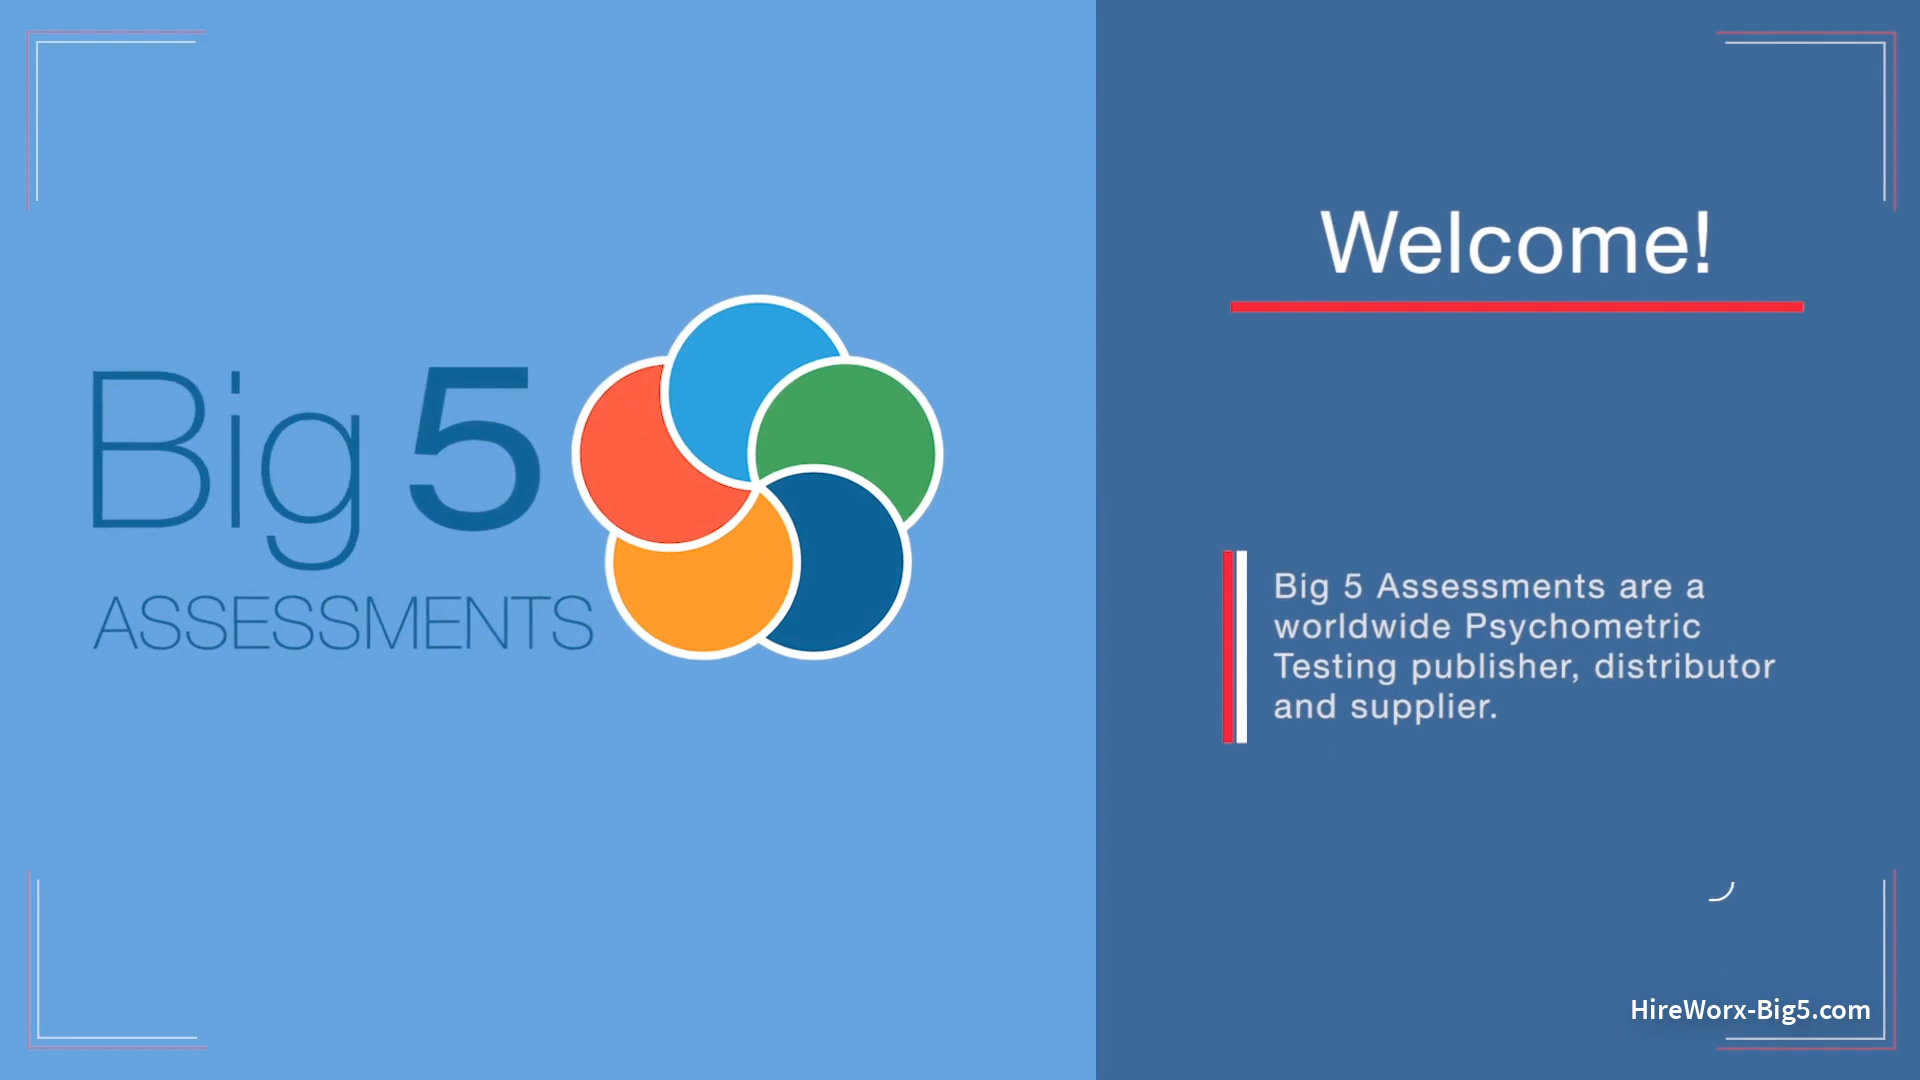 Big 5
ASSESSMENTS
Welcome!
Big 5 Assessments are a
worldwide Psychometric
Testing publisher, distributor
and supplier.
HireWorx-Big5.com